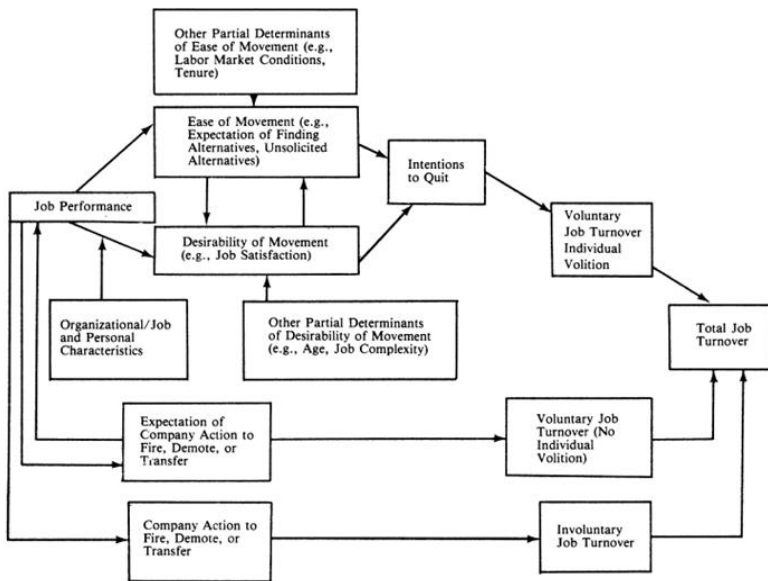 Other Partial Determinants
of Ease of Movement (e.g.,
Labor Market Conditions,
Tenure)
Ease of Movement (e.g.,
Expectation of Finding
Alternatives, Unsolicited
Alternatives)
Intentions
to Quit
Job Performance
Voluntary
Job Turnover
Individual
Volition
Desirability of Movement
(e.g., Job Satisfaction)
Organizational/Job
and Personal
Characteristics
Other Partial Determinants
of Desirability of Movement
(e.g., Age, Job Complexity)
Total Job
Turnover
Expectation of
Company Action to
Fire, Demote, or
Transfer
Voluntary Job
Turnover (No
Individual
Volition)
Company Action to
Fire, Demote, or
Transfer
Involuntary
Job Turnover